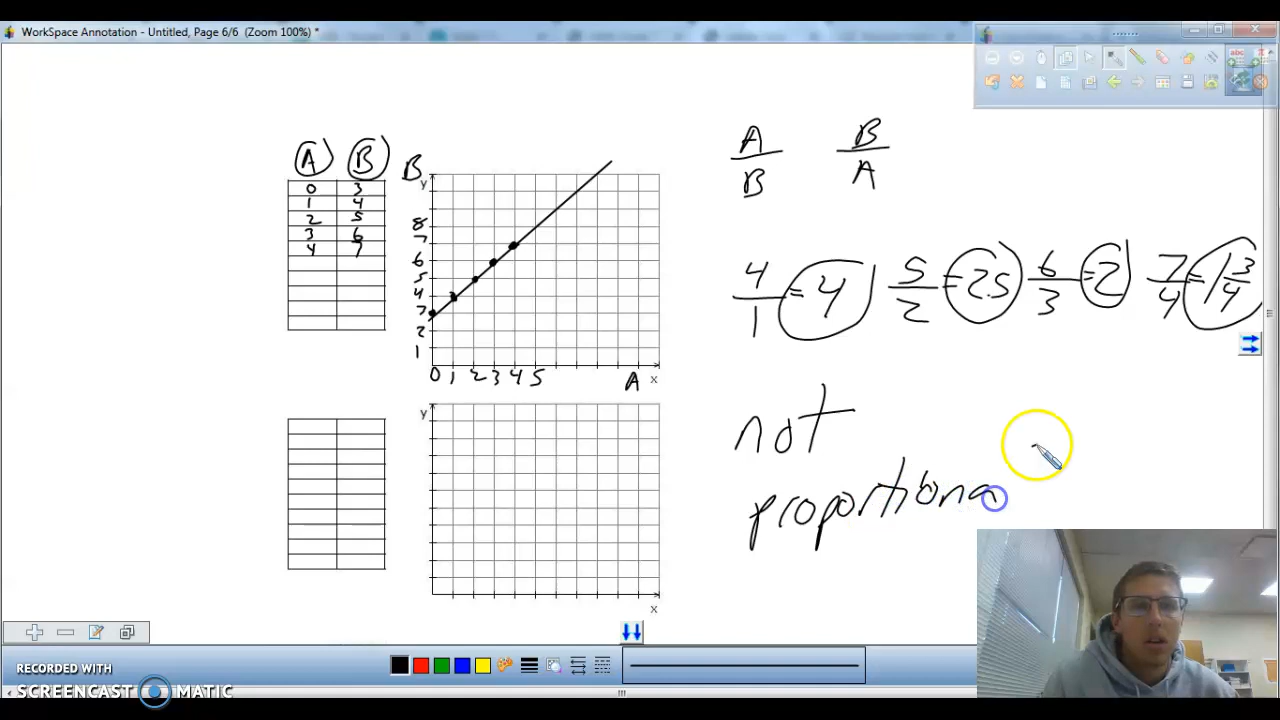 WorkSpace Annotation - Untitled, Page 6/6 (Zoom 100%) *
A B
0 3
1 4
2 5
3 6
4 7
B
y
8
7
6
5
4
3
2
1
0 1 2 3 4 5 A x
y
x
A/B B/A
4/1 = 4 5/2 = 2.5 6/3 = 2 7/4 = 1 3/4
not
proportiona
RECORDED WITH
SCREENCAST MATIC